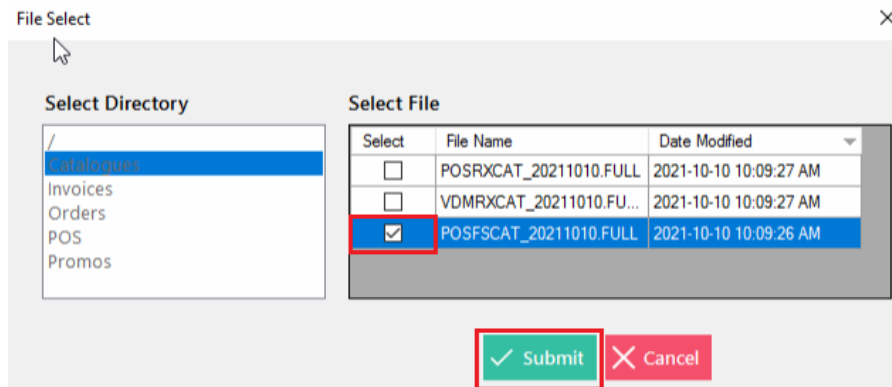 File Select
Select Directory
/
Catalogues
Invoices
Orders
POS
Promos
Select File
Select File Name Date Modified
POSRXCAT_20211010.FULL 2021-10-10 10:09:27 AM
VDMRXCAT_20211010.FU... 2021-10-10 10:09:27 AM
POSFSCAT_20211010.FULL 2021-10-10 10:09:26 AM
Submit Cancel